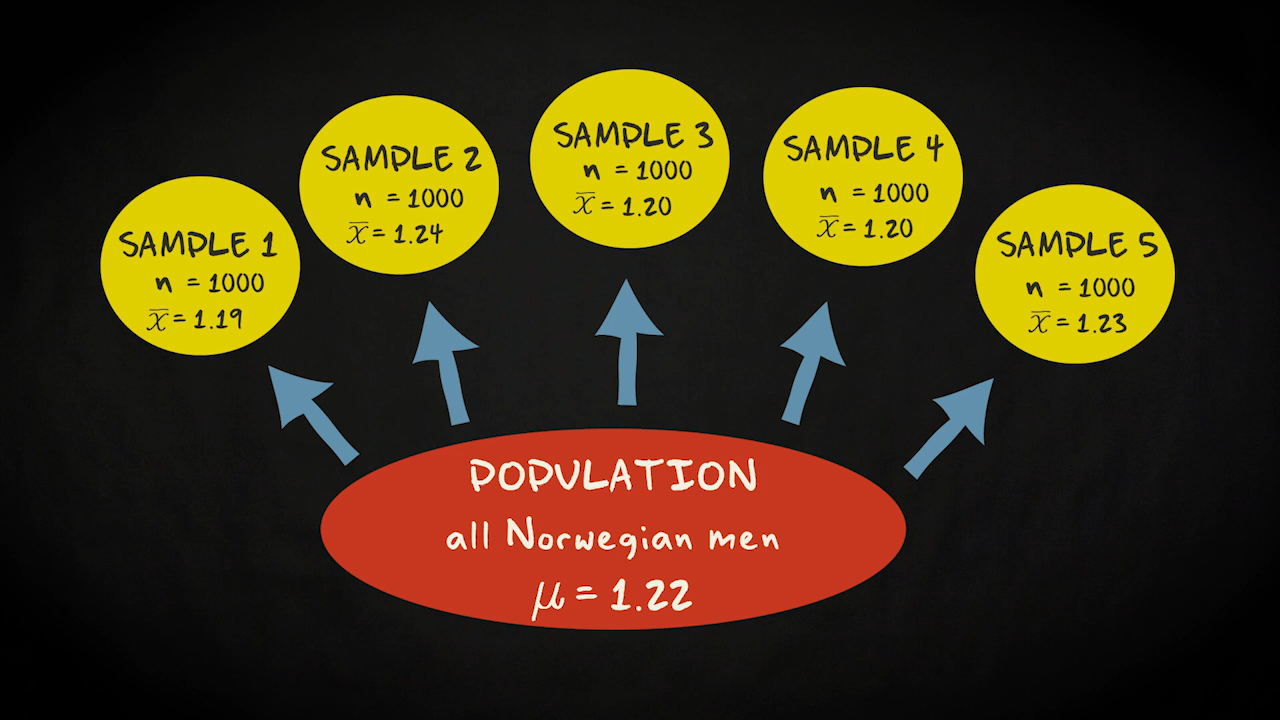 SAMPLE 1
n = 1000
x̅ = 1.19
SAMPLE 2
n = 1000
x̅ = 1.24
SAMPLE 3
n = 1000
x̅ = 1.20
SAMPLE 4
n = 1000
x̅ = 1.20
SAMPLE 5
n = 1000
x̅ = 1.23
POPULATION
all Norwegian men
μ = 1.22